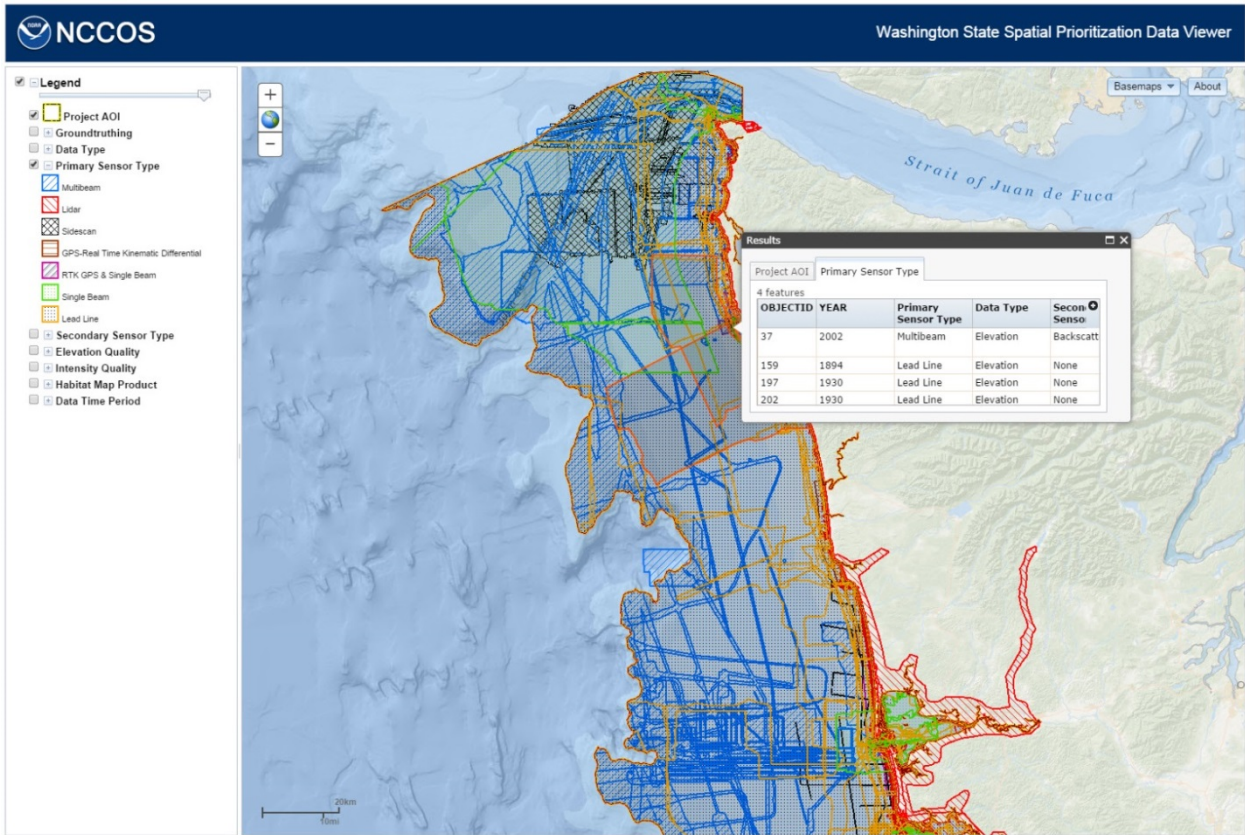 NCCOS
Washington State Spatial Prioritization Data Viewer
Legend
Project AOI
Groundtruthing
Data Type
Primary Sensor Type
Multibeam
Lidar
Sidescan
GPS-Real Time Kinematic Differential
RTK GPS & Single Beam
Single Beam
Lead Line
Secondary Sensor Type
Elevation Quality
Intensity Quality
Habitat Map Product
Data Time Period
+
−
Basemaps About
Strait of Juan de Fuca
Results
Project AOI Primary Sensor Type
4 features
OBJECTID YEAR Primary Sensor Type Data Type Secon Senso
37 2002 Multibeam Elevation Backscatt
159 1894 Lead Line Elevation None
197 1930 Lead Line Elevation None
202 1930 Lead Line Elevation None
20km
10mi